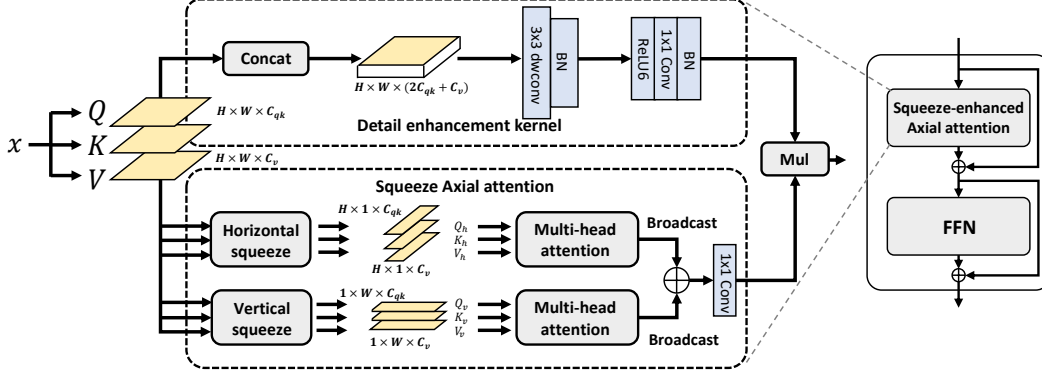 x
Q
K
V
H × W × C_qk
H × W × C_v
Concat
H × W × (2C_qk + C_v)
3x3 dwconv
BN
ReLU6
1x1 Conv
BN
Detail enhancement kernel
Mul
Squeeze Axial attention
Horizontal
squeeze
H × 1 × C_qk
H × 1 × C_v
Q_h
K_h
V_h
Multi-head
attention
Broadcast
Vertical
squeeze
1 × W × C_qk
1 × W × C_v
Q_v
K_v
V_v
Multi-head
attention
Broadcast
1x1 Conv
Squeeze-enhanced
Axial attention
FFN